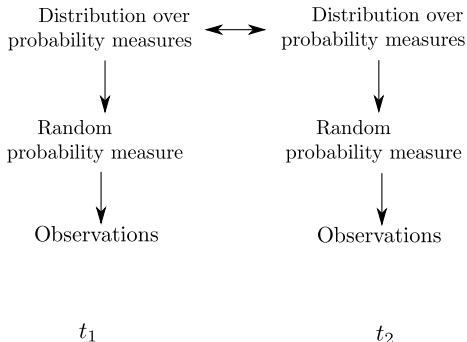 Distribution over
probability measures
Distribution over
probability measures
Random
probability measure
Random
probability measure
Observations
Observations
t₁
t₂